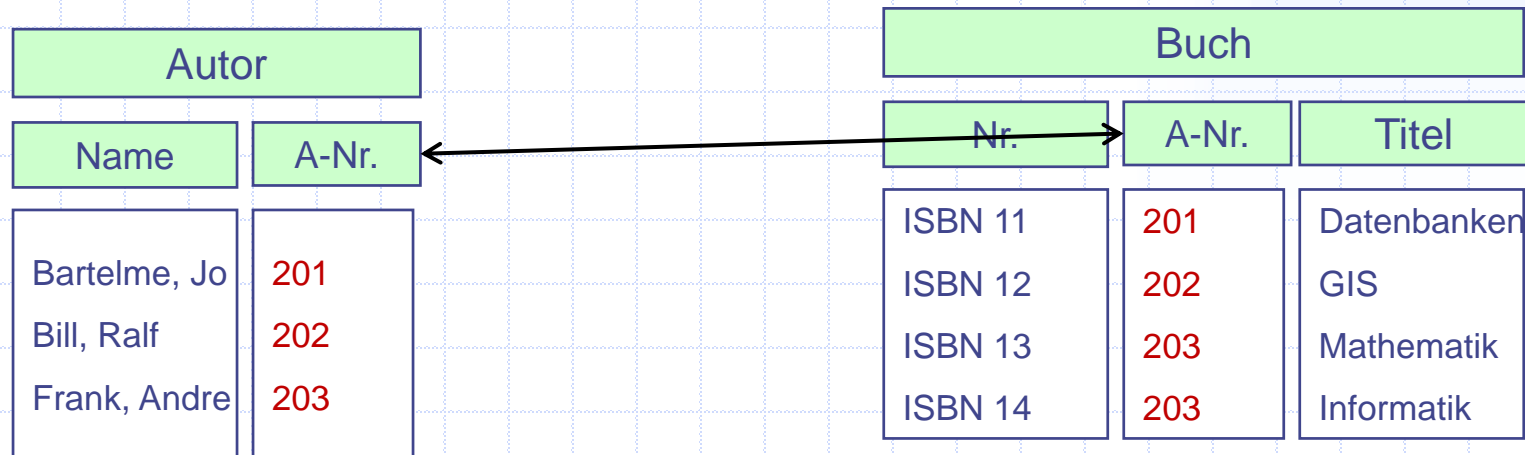 Autor
Name A-Nr.
Bartelme, Jo 201
Bill, Ralf 202
Frank, Andre 203
Buch
Nr. A-Nr. Titel
ISBN 11 201 Datenbanken
ISBN 12 202 GIS
ISBN 13 203 Mathematik
ISBN 14 203 Informatik